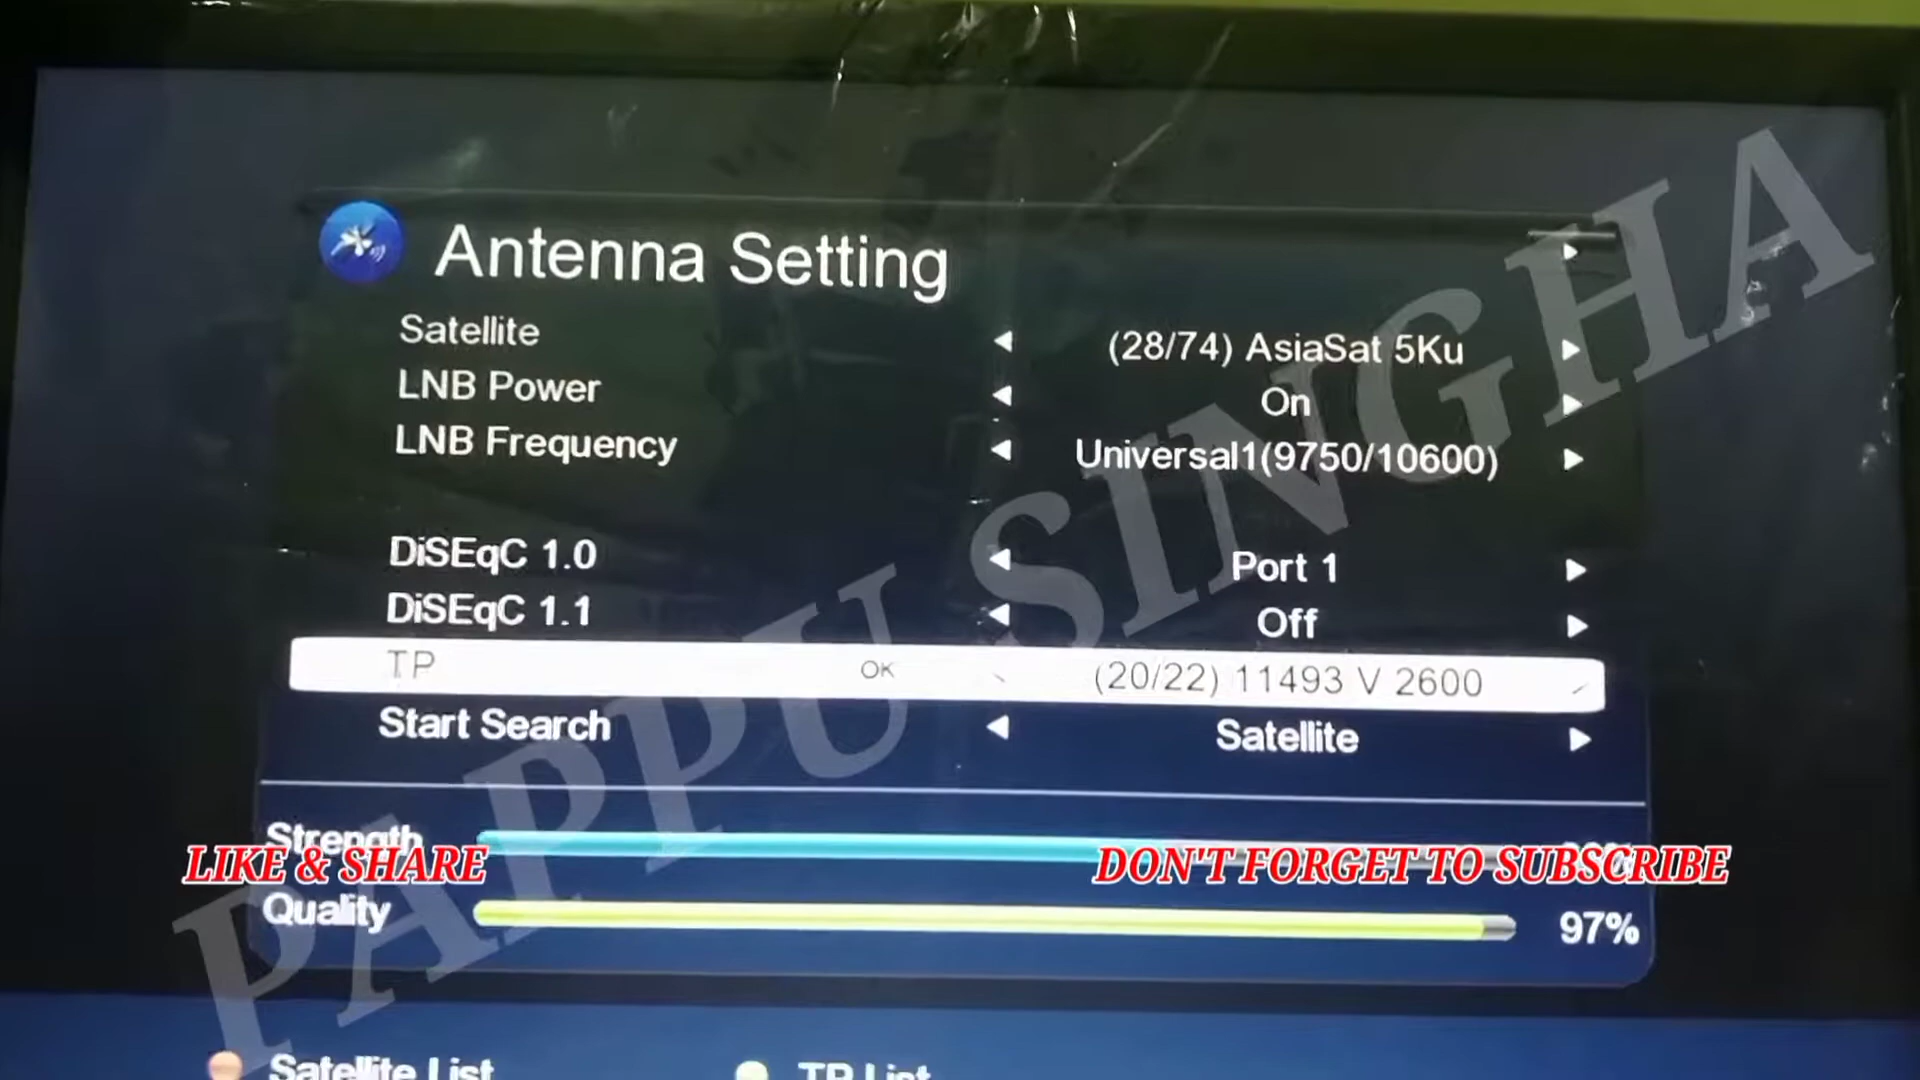 Antenna Setting
Satellite (28/74) AsiaSat 5Ku
LNB Power On
LNB Frequency Universal1(9750/10600)
DiSEqC 1.0 Port 1
DiSEqC 1.1 Off
TP OK (20/22) 11493 V 2600
Start Search Satellite
Strength
LIKE & SHARE DON'T FORGET TO SUBSCRIBE
Quality 97%
Satellite List TP List
PAPPU SINGHA